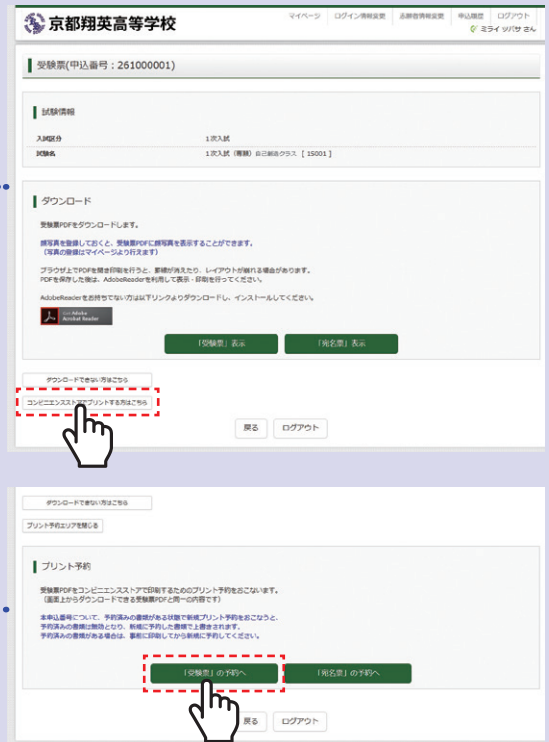 京都翔英高等学校
マイページ ログイン情報変更 志願者情報変更 申込履歴 ログアウト
ミライ ツバサ さん
受験票(申込番号：261000001)
試験情報
入試区分 1次入試
試験名 1次入試（専願）自己創造クラス [ 1S001 ]
ダウンロード
受験票PDFをダウンロードします。
顔写真を登録しておくと、受験票PDFに顔写真を表示することができます。
（写真の登録はマイページより行えます）
ブラウザ上でPDFを開き印刷を行うと、罫線が消えたり、レイアウトが崩れる場合があります。
PDFを保存した後は、AdobeReaderを利用して表示・印刷を行ってください。
AdobeReaderをお持ちでない方は以下リンクよりダウンロードし、インストールしてください。
Get Adobe
Acrobat Reader
「受験票」表示 「宛名票」表示
ダウンロードできない方はこちら
コンビニエンスストアでプリントする方はこちら
戻る ログアウト
ダウンロードできない方はこちら
プリント予約エリアを閉じる
プリント予約
受験票PDFをコンビニエンスストアで印刷するためのプリント予約をおこないます。
（画面上からダウンロードできる受験票PDFと同一の内容です）
本申込番号について、予約済みの書類がある状態で新規プリント予約をおこなうと、
予約済みの書類は無効となり、新規に予約した書類で上書きされます。
予約済みの書類がある場合は、事前に印刷してから新規に予約してください。
「受験票」の予約へ 「宛名票」の予約へ
戻る ログアウト